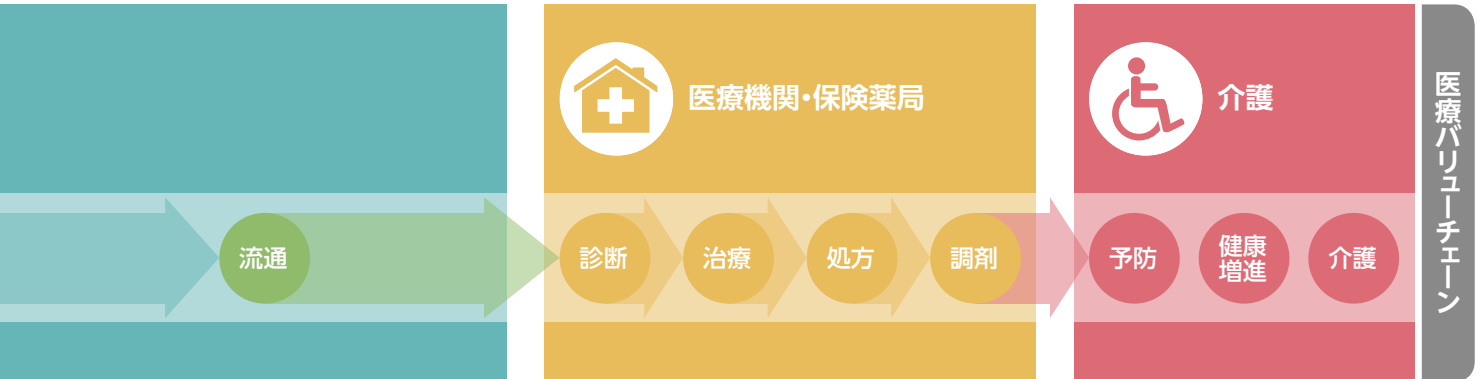 医療機関・保険薬局
介護
流通
診断
治療
処方
調剤
予防
健康
増進
介護
医療バリューチェーン